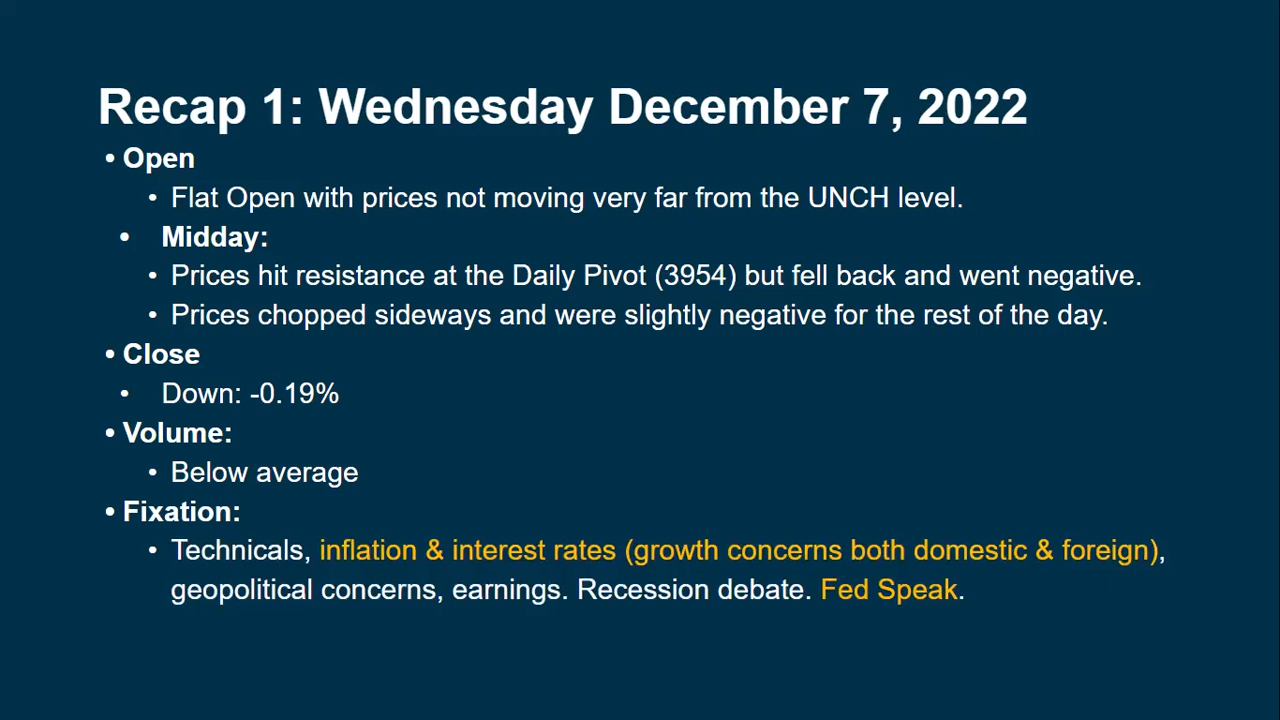 Recap 1: Wednesday December 7, 2022
• Open
• Flat Open with prices not moving very far from the UNCH level.
• Midday:
• Prices hit resistance at the Daily Pivot (3954) but fell back and went negative.
• Prices chopped sideways and were slightly negative for the rest of the day.
• Close
• Down: -0.19%
• Volume:
• Below average
• Fixation:
• Technicals, inflation & interest rates (growth concerns both domestic & foreign),
geopolitical concerns, earnings. Recession debate. Fed Speak.